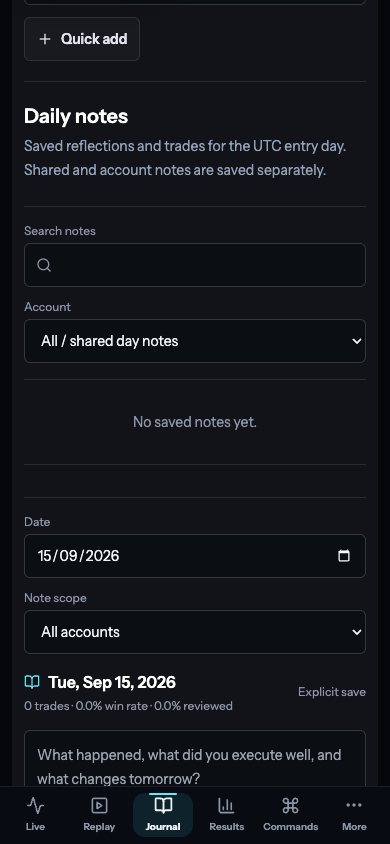 Quick add
Daily notes
Saved reflections and trades for the UTC entry day.
Shared and account notes are saved separately.
Search notes
Account
All / shared day notes
No saved notes yet.
Date
15/09/2026
Note scope
All accounts
Tue, Sep 15, 2026
Explicit save
0 trades · 0.0% win rate · 0.0% reviewed
What happened, what did you execute well, and
what changes tomorrow?
Live
Replay
Journal
Results
Commands
More